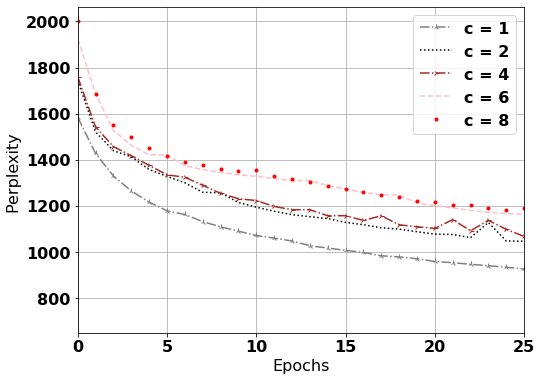 2000
1800
1600
1400
1200
1000
800
Perplexity
0 5 10 15 20 25
Epochs
c = 1
c = 2
c = 4
c = 6
c = 8